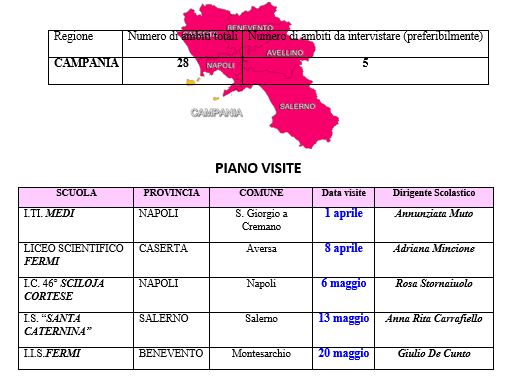 BENEVENTO
Regione Numero di ambiti totali Numero di ambiti da intervistare (preferibilmente)
AVELLINO
CAMPANIA 28 5
NAPOLI
SALERNO
CAMPANIA
PIANO VISITE
SCUOLA PROVINCIA COMUNE Data visite Dirigente Scolastico
I.TI. MEDI NAPOLI S. Giorgio a 1 aprile Annunziata Muto
Cremano
LICEO SCIENTIFICO CASERTA Aversa 8 aprile Adriana Mincione
FERMI
I.C. 46° SCILOJA NAPOLI Napoli 6 maggio Rosa Stornaiuolo
CORTESE
I.S. “SANTA SALERNO Salerno 13 maggio Anna Rita Carrafiello
CATERNINA”
I.I.S.FERMI BENEVENTO Montesarchio 20 maggio Giulio De Cunto